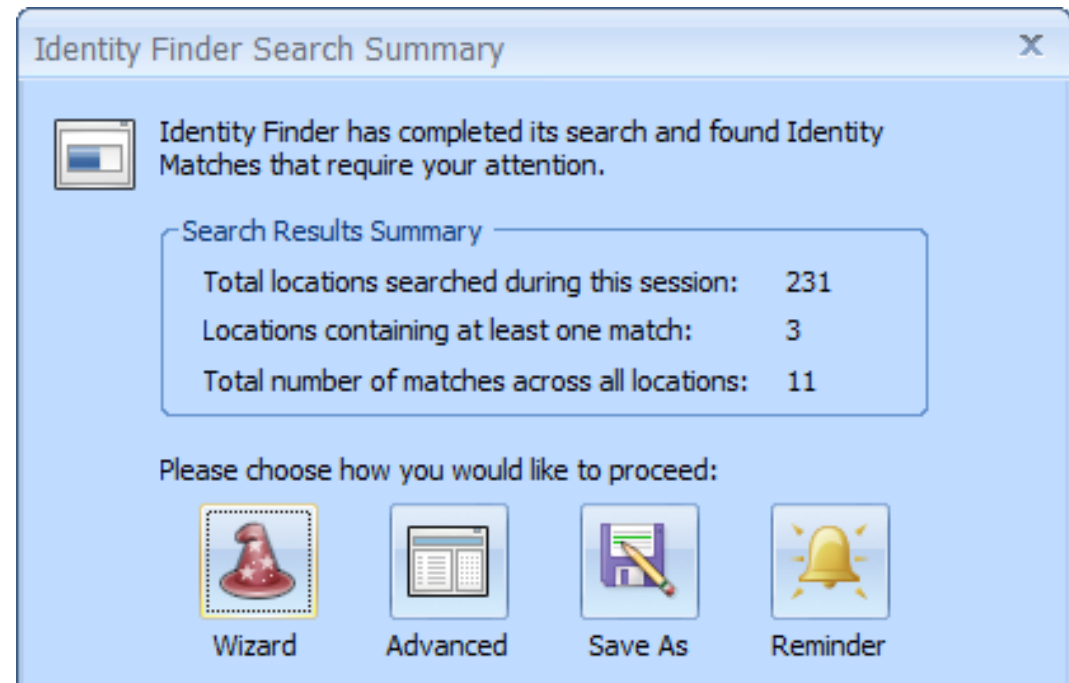 Identity Finder Search Summary
Identity Finder has completed its search and found Identity
Matches that require your attention.
Search Results Summary
Total locations searched during this session: 231
Locations containing at least one match: 3
Total number of matches across all locations: 11
Please choose how you would like to proceed:
Wizard Advanced Save As Reminder